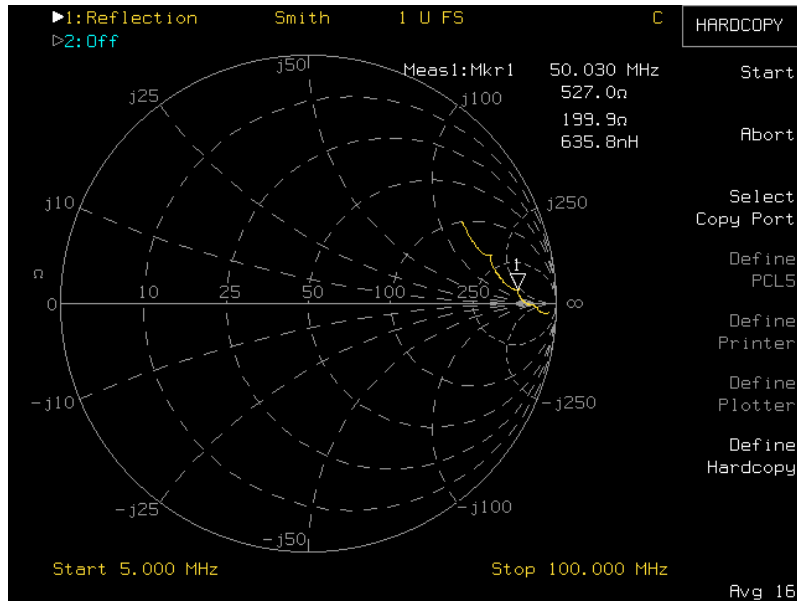 ▶1:Reflection Smith 1 U FS C
▷2:Off
HARDCOPY
Meas1:Mkr1 50.030 MHz
527.0Ω
199.9Ω
635.8nH
j50
j25
j100
j10
j250
Ω
1
0
10
25
50
100
250
∞
-j10
-j250
-j25
-j100
-j50
Start 5.000 MHz Stop 100.000 MHz
Start
Abort
Select
Copy Port
Define
PCL5
Define
Printer
Define
Plotter
Define
Hardcopy
Avg 16